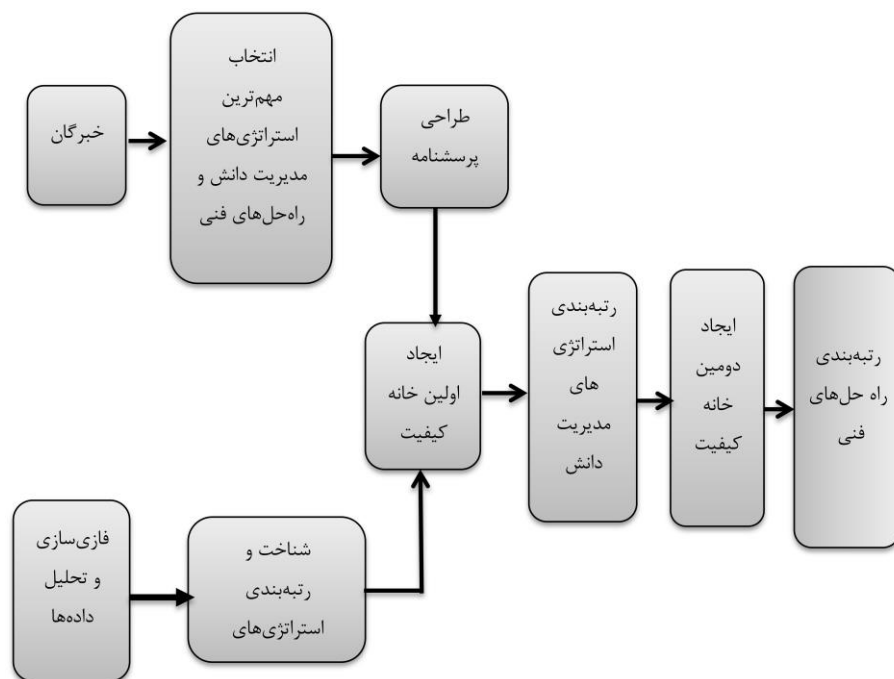 خبرگان
انتخاب
مهم‌ترین
استراتژی‌های
مدیریت دانش و
راه‌حل‌های فنی
طراحی
پرسشنامه
ایجاد
اولین خانه
کیفیت
رتبه‌بندی
استراتژی
های
مدیریت
دانش
ایجاد
دومین
خانه
کیفیت
رتبه‌بندی
راه حل‌های
فنی
فازی‌سازی
و تحلیل
داده‌ها
شناخت و
رتبه‌بندی
استراتژی‌های